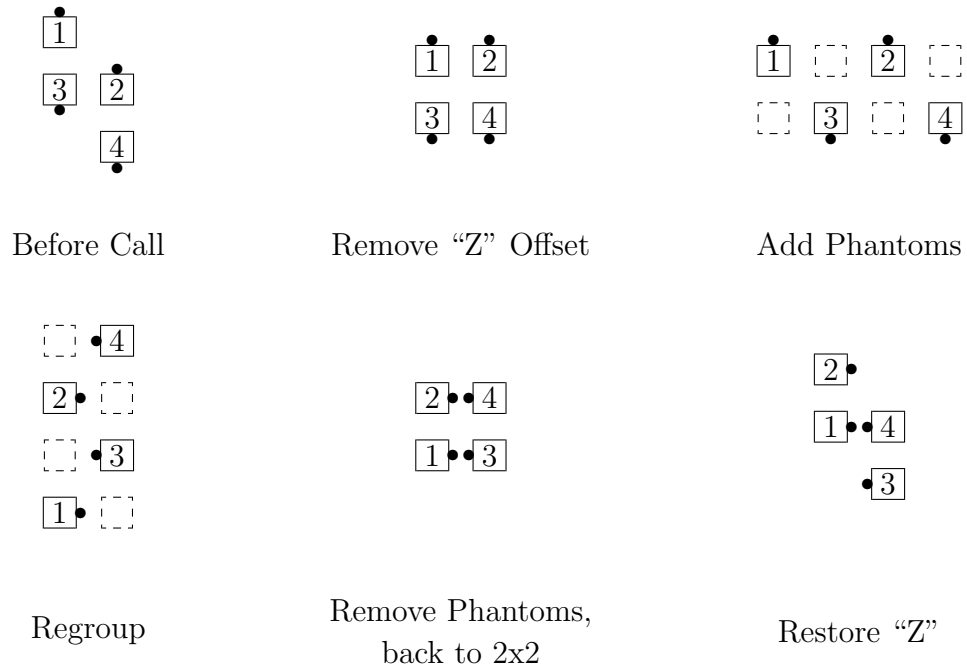 1
3 2
4
Before Call
1 2
3 4
Remove “Z” Offset
1 2
3 4
Add Phantoms
4
2
3
1
Regroup
2 4
1 3
Remove Phantoms,
back to 2x2
2
1 4
3
Restore “Z”